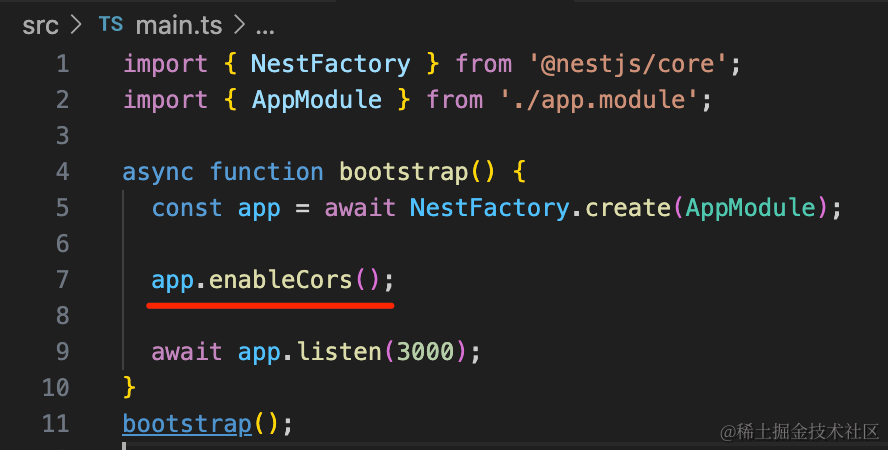 src > TS main.ts > ...
1 import { NestFactory } from '@nestjs/core';
2 import { AppModule } from './app.module';
3
4 async function bootstrap() {
5 const app = await NestFactory.create(AppModule);
6
7 app.enableCors();
8
9 await app.listen(3000);
10 }
11 bootstrap();
@稀土掘金技术社区